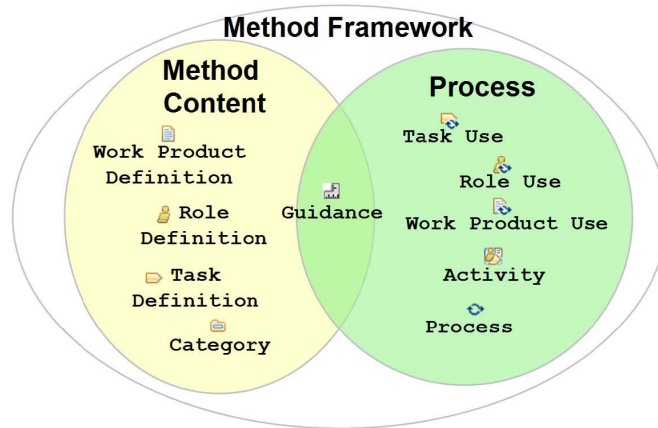 Method Framework
Method
Content
Work Product
Definition
Role
Definition
Task
Definition
Category
Guidance
Process
Task Use
Role Use
Work Product Use
Activity
Process